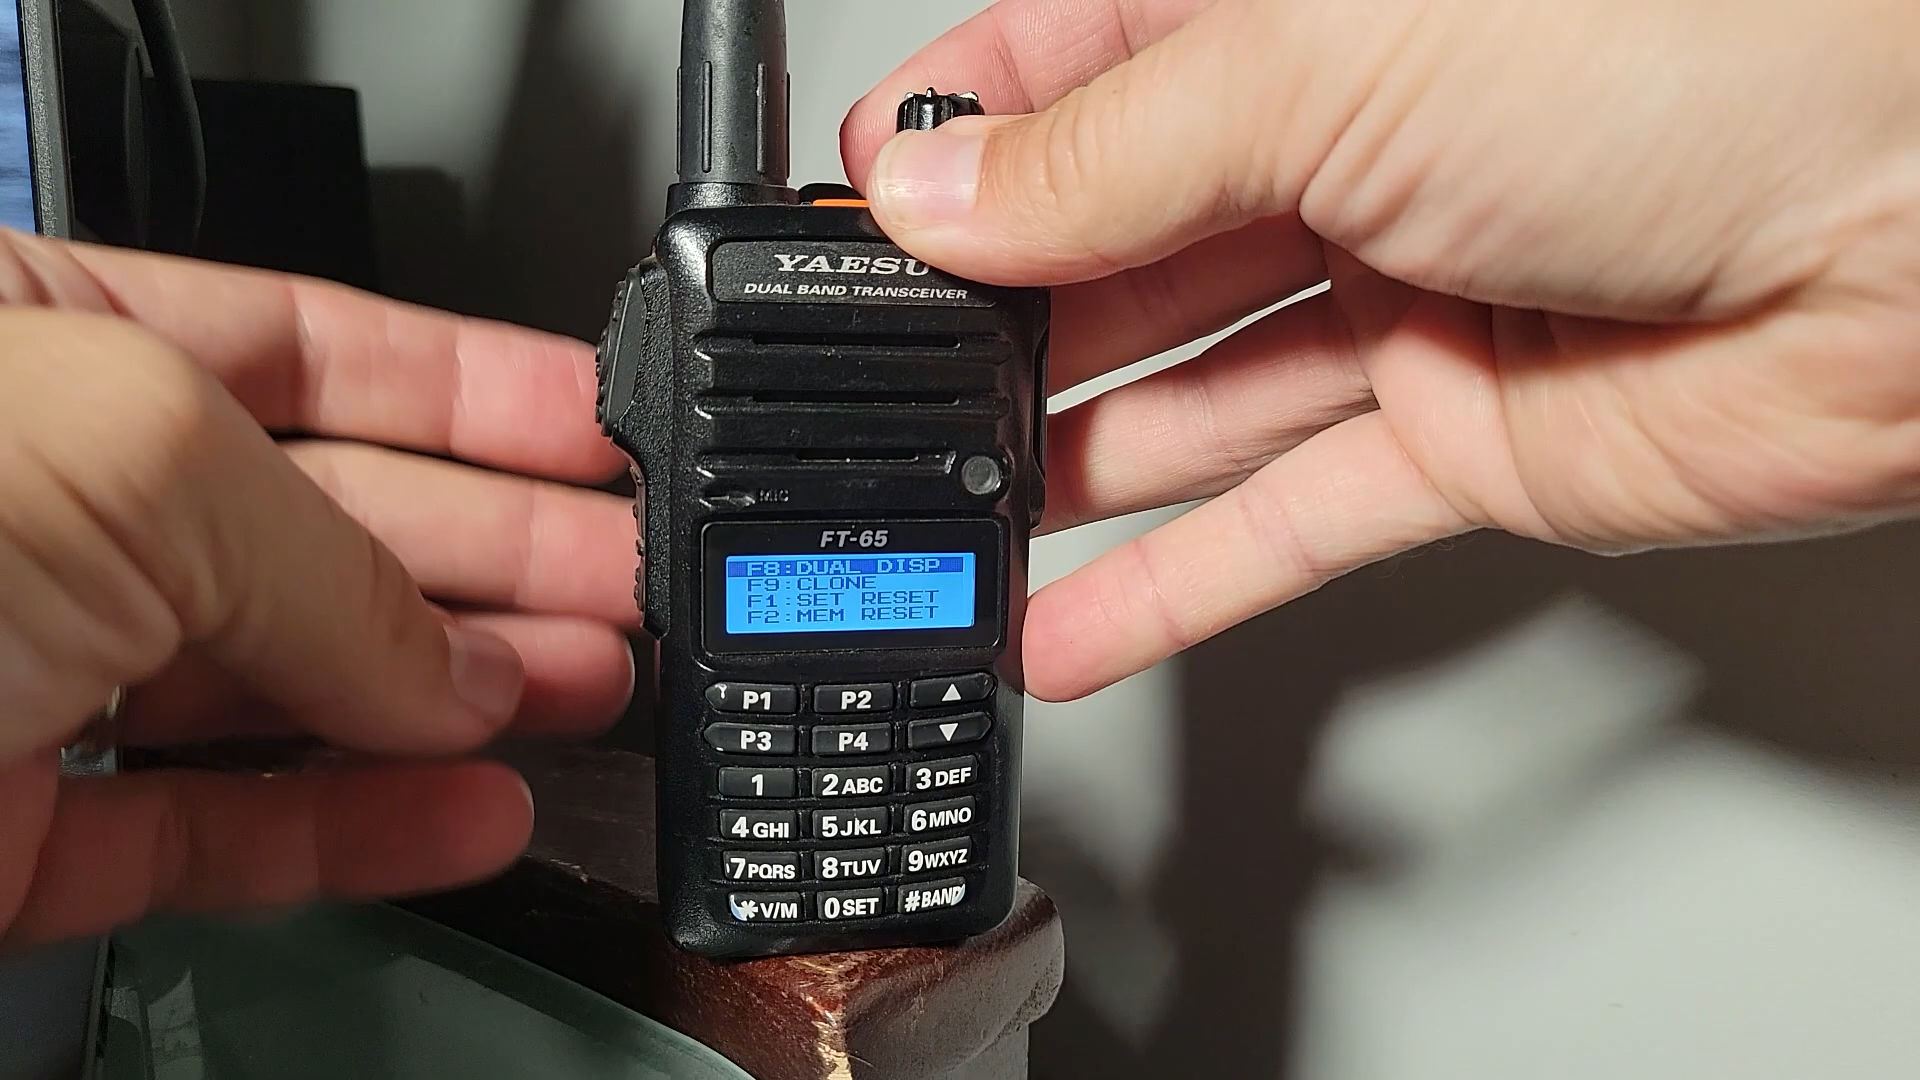 YAESU
DUAL BAND TRANSCEIVER
MIC
FT-65
F8:DUAL DISP
F9:CLONE
F1:SET RESET
F2:MEM RESET
P1 P2 ▲
P3 P4 ▼
1 2ABC 3DEF
4GHI 5JKL 6MNO
7PQRS 8TUV 9WXYZ
*V/M 0SET #BAND